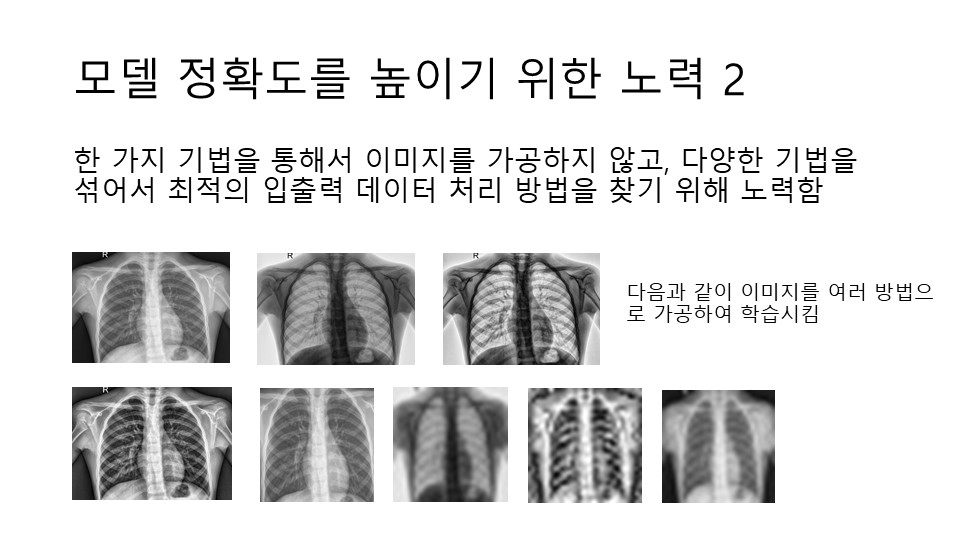 모델 정확도를 높이기 위한 노력 2
한 가지 기법을 통해서 이미지를 가공하지 않고, 다양한 기법을
섞어서 최적의 입출력 데이터 처리 방법을 찾기 위해 노력함
R
R
R
다음과 같이 이미지를 여러 방법으
로 가공하여 학습시킴
R